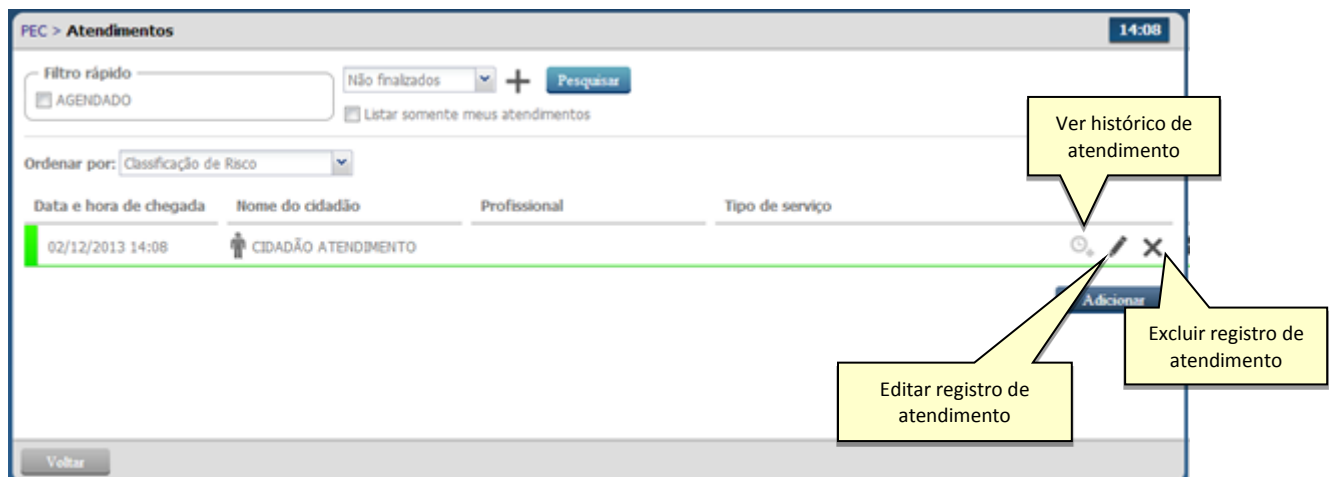 PEC > Atendimentos 14:08
Filtro rápido
AGENDADO
Não finalizados
Pesquisar
Listar somente meus atendimentos
Ver histórico de
atendimento
Ordenar por: Classificação de Risco
Data e hora de chegada Nome do cidadão Profissional Tipo de serviço
02/12/2013 14:08 CIDADÃO ATENDIMENTO
Adicionar
Excluir registro de
atendimento
Editar registro de
atendimento
Voltar